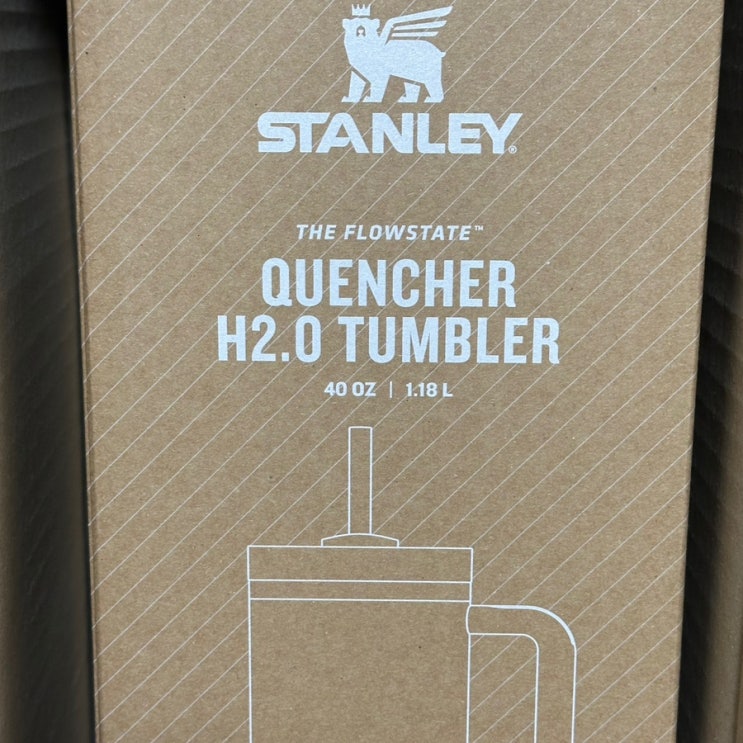 STANLEY®
THE FLOWSTATE™
QUENCHER
H2.0 TUMBLER
40 OZ | 1.18 L